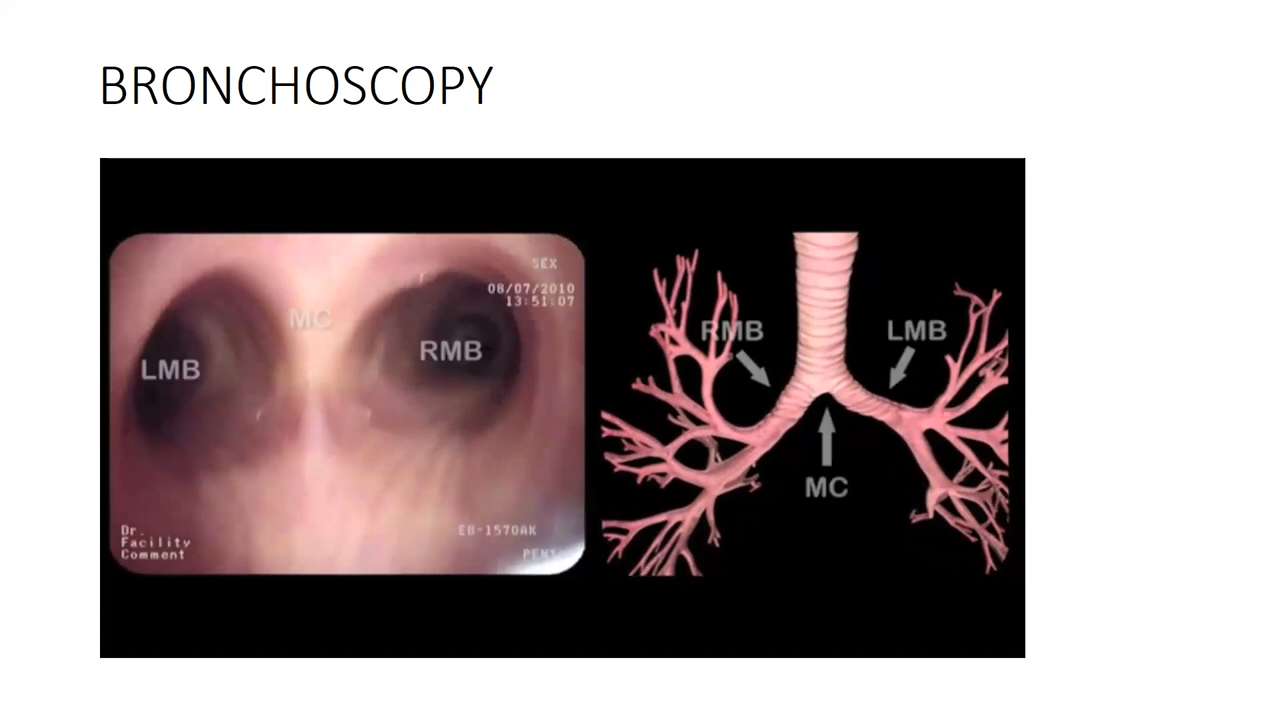 BRONCHOSCOPY
SEX
08/07/2010
13:51:07
MC
LMB
RMB
Dr.
Facility
Comment
EB-1570AK
RMB
LMB
MC